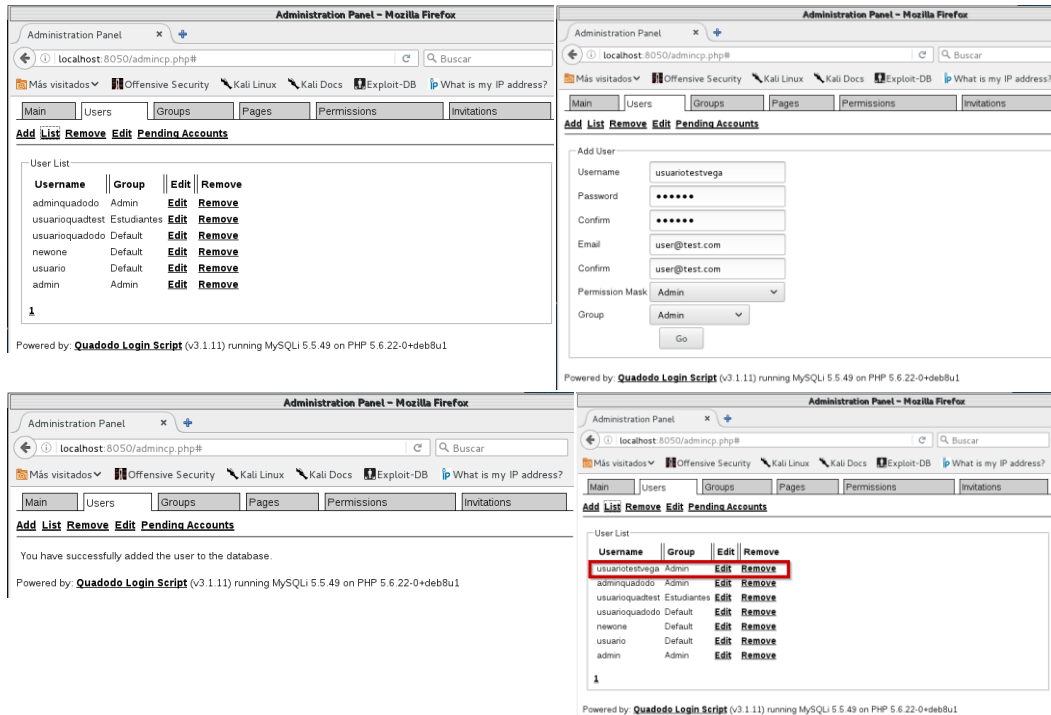 Administration Panel – Mozilla Firefox
Administration Panel
localhost:8050/admincp.php#
Buscar
Más visitados Offensive Security Kali Linux Kali Docs Exploit-DB What is my IP address?
Main Users Groups Pages Permissions Invitations
Add List Remove Edit Pending Accounts
User List
Username Group Edit Remove
adminquadodo Admin Edit Remove
usuarioquadtest Estudiantes Edit Remove
usuarioquadodo Default Edit Remove
newone Default Edit Remove
usuario Default Edit Remove
admin Admin Edit Remove
1
Powered by: Quadodo Login Script (v3.1.11) running MySQLi 5.5.49 on PHP 5.6.22-0+deb8u1
Administration Panel – Mozilla Firefox
Administration Panel
localhost:8050/admincp.php#
Buscar
Más visitados Offensive Security Kali Linux Kali Docs Exploit-DB What is my IP address?
Main Users Groups Pages Permissions Invitations
Add List Remove Edit Pending Accounts
Add User
Username usuariotestvega
Password ••••••
Confirm ••••••
Email user@test.com
Confirm user@test.com
Permission Mask Admin
Group Admin
Go
Powered by: Quadodo Login Script (v3.1.11) running MySQLi 5.5.49 on PHP 5.6.22-0+deb8u1
Administration Panel – Mozilla Firefox
Administration Panel
localhost:8050/admincp.php#
Buscar
Más visitados Offensive Security Kali Linux Kali Docs Exploit-DB What is my IP address?
Main Users Groups Pages Permissions Invitations
Add List Remove Edit Pending Accounts
You have successfully added the user to the database.
Powered by: Quadodo Login Script (v3.1.11) running MySQLi 5.5.49 on PHP 5.6.22-0+deb8u1
Administration Panel – Mozilla Firefox
Administration Panel
localhost:8050/admincp.php#
Buscar
Más visitados Offensive Security Kali Linux Kali Docs Exploit-DB What is my IP address?
Main Users Groups Pages Permissions Invitations
Add List Remove Edit Pending Accounts
User List
Username Group Edit Remove
usuariotestvega Admin Edit Remove
adminquadodo Admin Edit Remove
usuarioquadtest Estudiantes Edit Remove
usuarioquadodo Default Edit Remove
newone Default Edit Remove
usuario Default Edit Remove
admin Admin Edit Remove
1
Powered by: Quadodo Login Script (v3.1.11) running MySQLi 5.5.49 on PHP 5.6.22-0+deb8u1